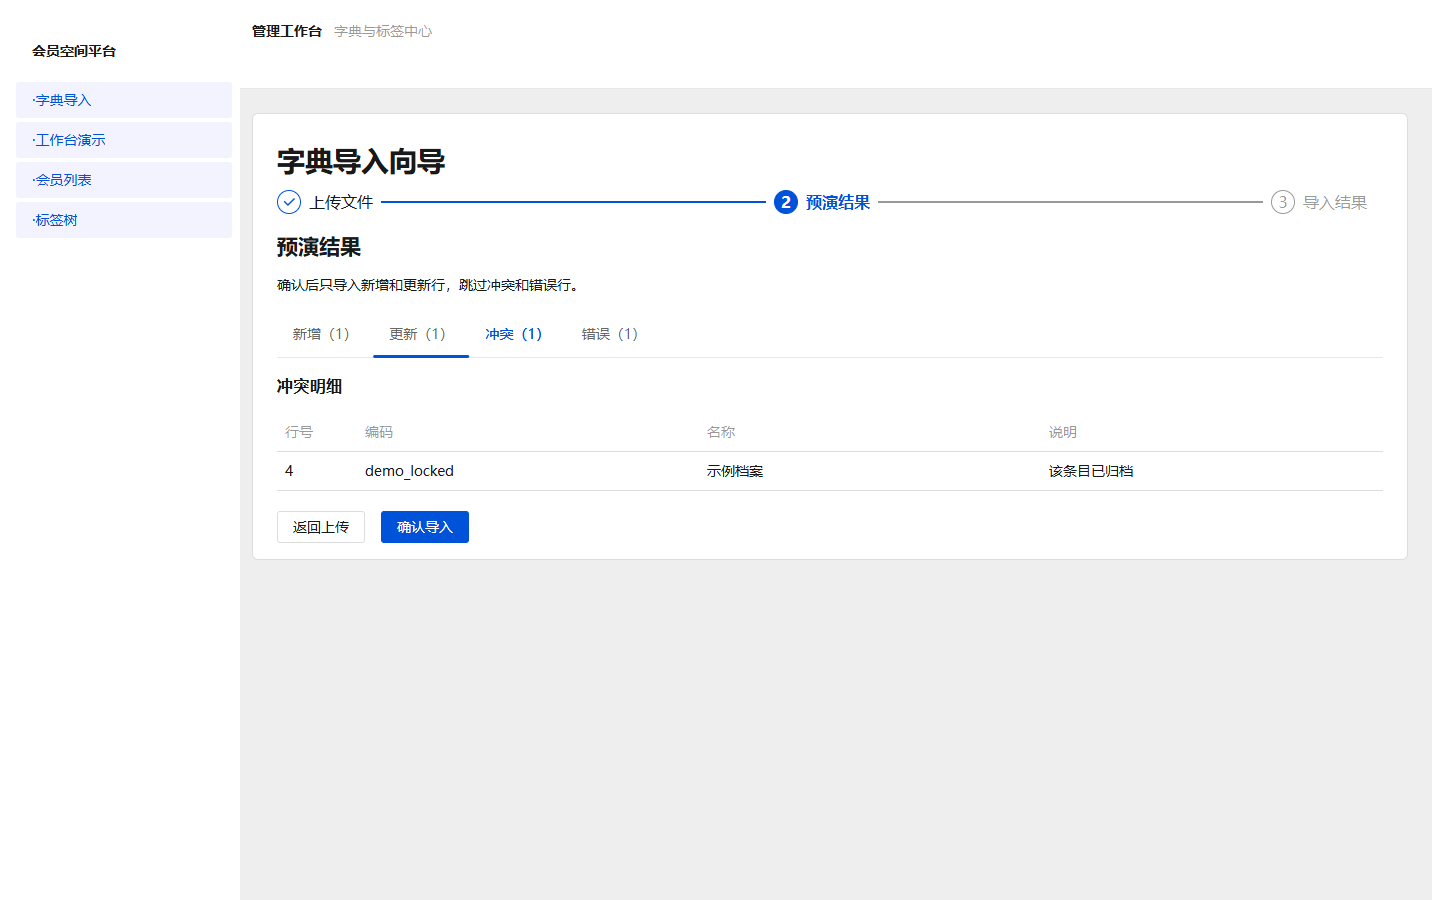 会员空间平台
·字典导入
·工作台演示
·会员列表
·标签树
管理工作台 字典与标签中心
字典导入向导
上传文件 2 预演结果 3 导入结果
预演结果
确认后只导入新增和更新行，跳过冲突和错误行。
新增（1） 更新（1） 冲突（1） 错误（1）
冲突明细
行号 编码 名称 说明
4 demo_locked 示例档案 该条目已归档
返回上传 确认导入